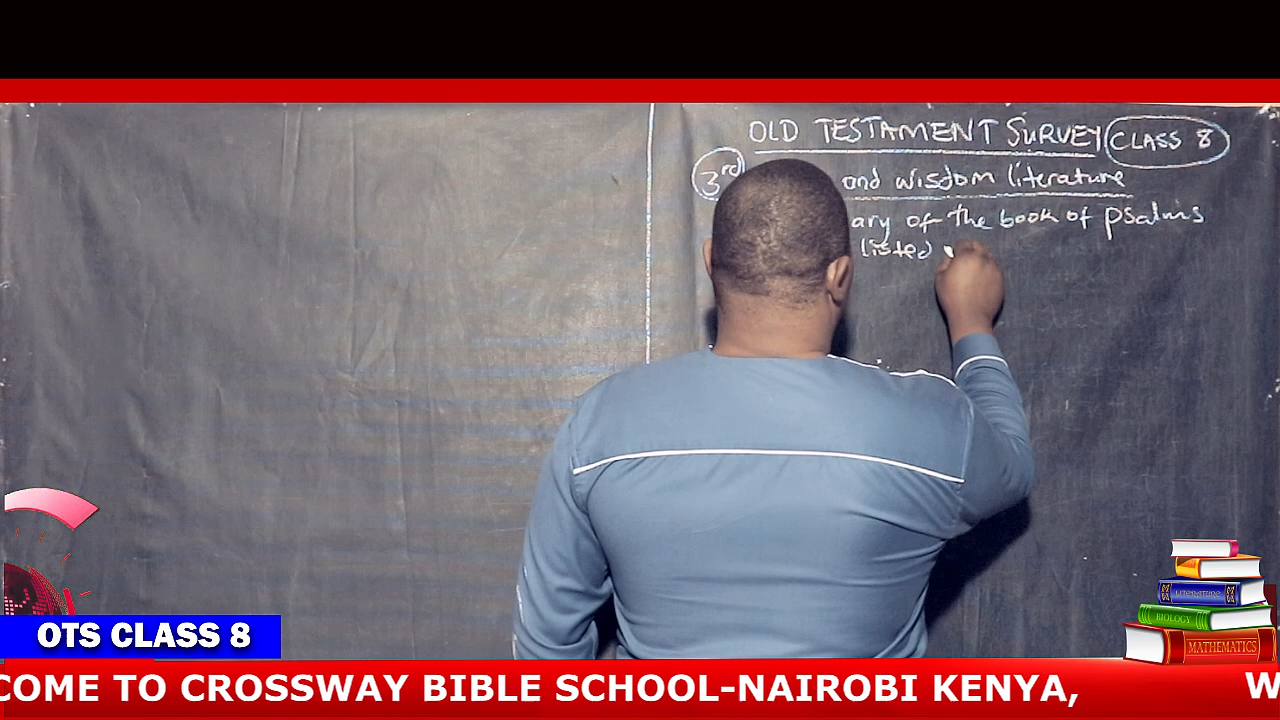 OLD TESTAMENT SURVEY CLASS 8
3rd and wisdom literature
ary of the book of psalms
listed
OTS CLASS 8
LITERATURE
BIOLOGY
MATHEMATICS
COME TO CROSSWAY BIBLE SCHOOL-NAIROBI KENYA, W